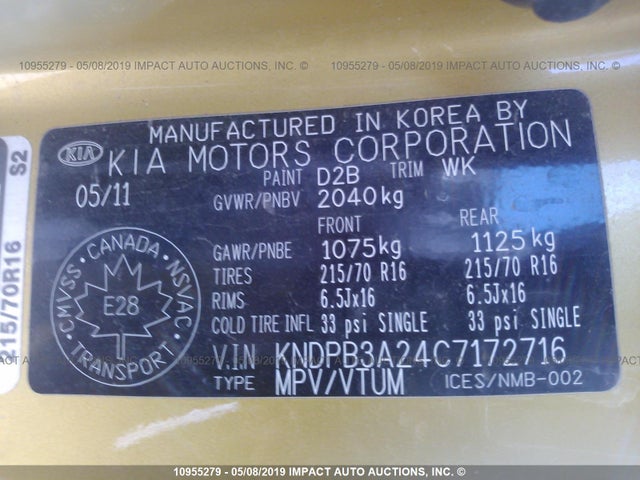 10955279 - 05/08/2019 IMPACT AUTO AUCTIONS, INC. © 10955279 - 05/08/2019 IMPACT AUTO AUCTIONS, INC. ©
MANUFACTURED IN KOREA BY
KIA KIA MOTORS CORPORATION
PAINT D2B TRIM WK
05/11 GVWR/PNBV 2040kg
FRONT REAR
GAWR/PNBE 1075kg 1125kg
TIRES 215/70 R16 215/70 R16
RIMS 6.5Jx16 6.5Jx16
COLD TIRE INFL 33 psi SINGLE 33 psi SINGLE
V.I.N KNDPB3A24C7172716
TYPE MPV/VTUM ICES/NMB-002
CANADA
CMVSS NSVAC
E28
TRANSPORT
S2
215/70R16
10955279 - 05/08/2019 IMPACT AUTO AUCTIONS, INC. ©